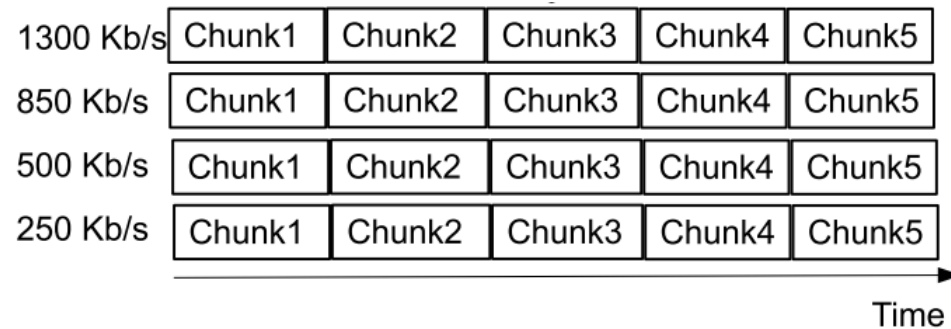 1300 Kb/s Chunk1 Chunk2 Chunk3 Chunk4 Chunk5
850 Kb/s Chunk1 Chunk2 Chunk3 Chunk4 Chunk5
500 Kb/s Chunk1 Chunk2 Chunk3 Chunk4 Chunk5
250 Kb/s Chunk1 Chunk2 Chunk3 Chunk4 Chunk5
Time